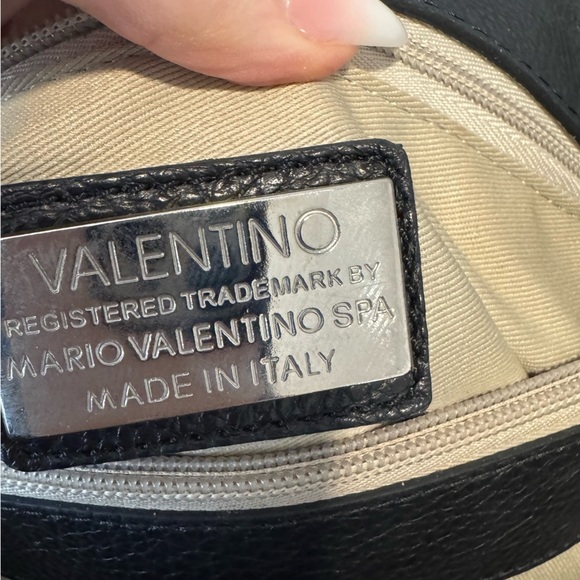 VALENTINO
REGISTERED TRADEMARK BY
MARIO VALENTINO SPA
MADE IN ITALY